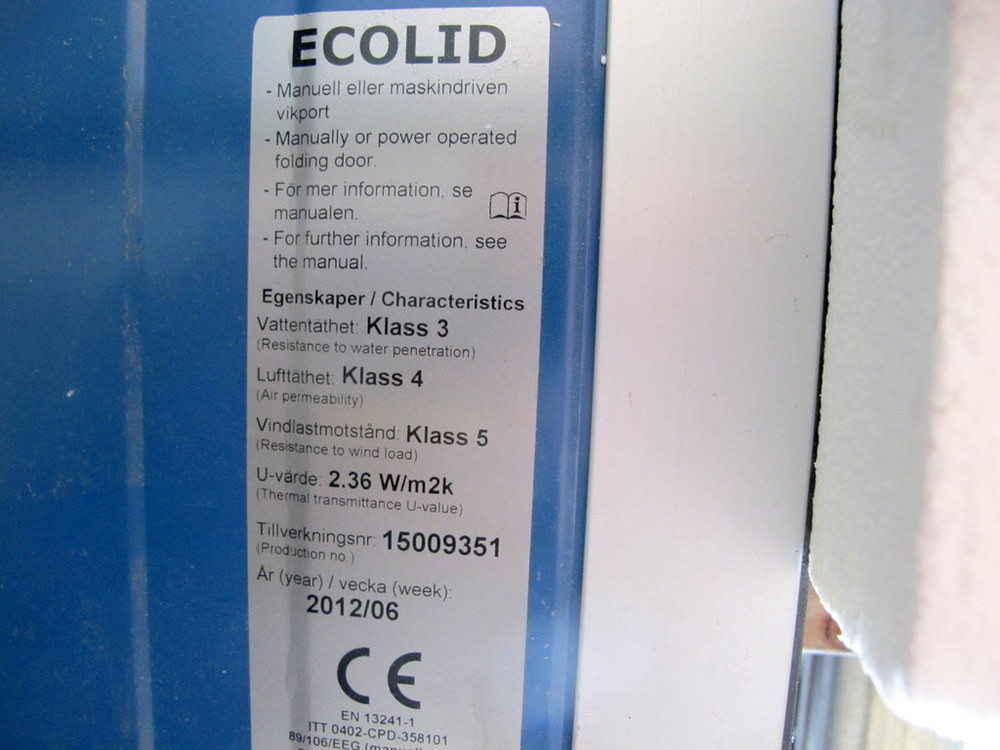 ECOLID
- Manuell eller maskindriven
vikport
- Manually or power operated
folding door.
- För mer information, se
manualen.
- For further information, see
the manual.
Egenskaper / Characteristics
Vattentäthet: Klass 3
(Resistance to water penetration)
Lufttäthet: Klass 4
(Air permeability)
Vindlastmotstånd: Klass 5
(Resistance to wind load)
U-värde: 2.36 W/m2k
(Thermal transmittance U-value)
Tillverkningsnr: 15009351
(Production no.)
År (year) / vecka (week):
2012/06
CE
EN 13241-1
ITT 0402-CPD-358101
89/106/EEG